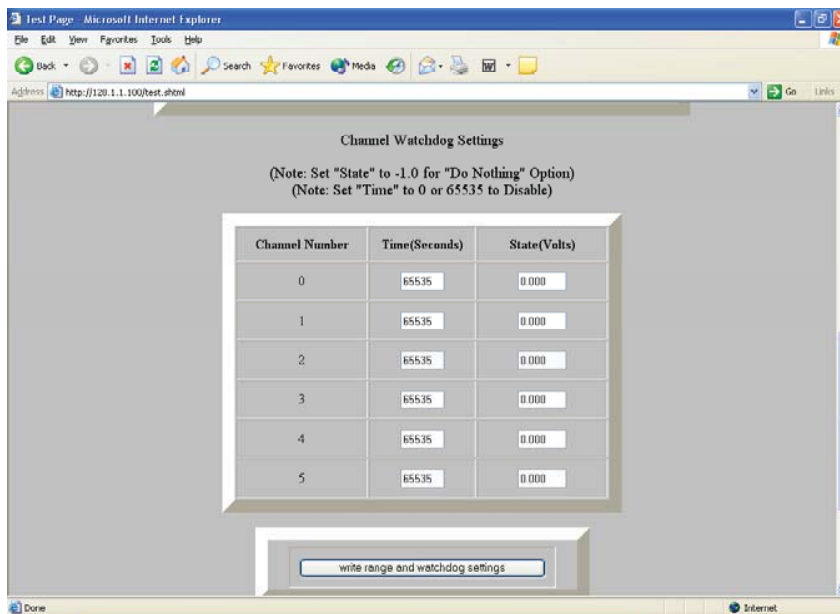 Test Page - Microsoft Internet Explorer
File Edit View Favorites Tools Help
Back Search Favorites Media
Address http://128.1.1.100/test.shtml Go Links
Channel Watchdog Settings
(Note: Set "State" to -1.0 for "Do Nothing" Option)
(Note: Set "Time" to 0 or 65535 to Disable)
Channel Number Time(Seconds) State(Volts)
0 65535 0.000
1 65535 0.000
2 65535 0.000
3 65535 0.000
4 65535 0.000
5 65535 0.000
write range and watchdog settings
Done Internet